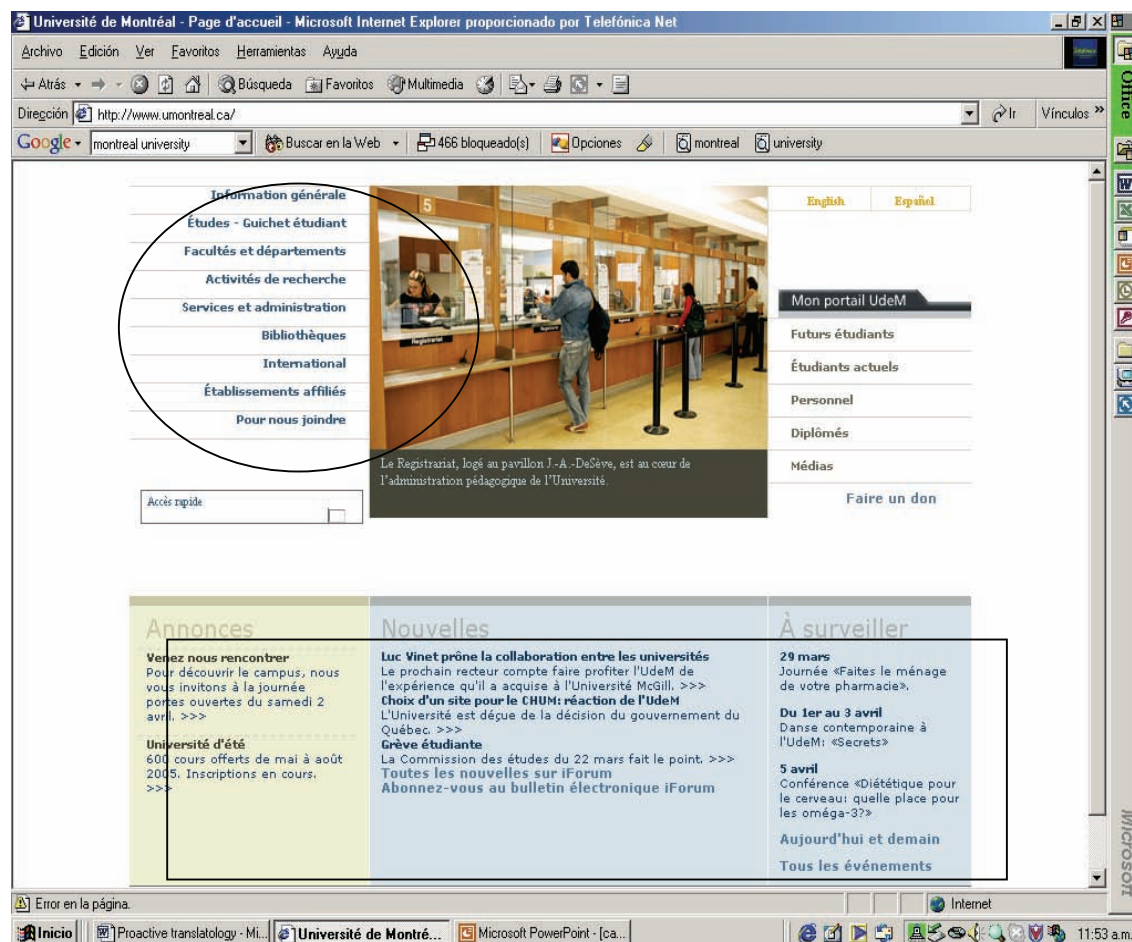 Université de Montréal - Page d'accueil - Microsoft Internet Explorer proporcionado por Telefónica Net
Archivo Edición Ver Favoritos Herramientas Ayuda
Atrás Búsqueda Favoritos Multimedia
Dirección http://www.umontreal.ca/ Ir Vínculos »
Google montreal university Buscar en la Web 466 bloqueado(s) Opciones montreal university
Office
Information générale
Études - Guichet étudiant
Facultés et départements
Activités de recherche
Services et administration
Bibliothèques
International
Établissements affiliés
Pour nous joindre
Accès rapide
5
6
Registrariat
Le Registrariat, logé au pavillon J.-A.-DeSève, est au cœur de
l'administration pédagogique de l'Université.
English Español
Mon portail UdeM
Futurs étudiants
Étudiants actuels
Personnel
Diplômés
Médias
Faire un don
Annonces
Venez nous rencontrer
Pour découvrir le campus, nous
vous invitons à la journée
portes ouvertes du samedi 2
avril. >>>
Université d'été
600 cours offerts de mai à août
2005. Inscriptions en cours.
>>>
Nouvelles
Luc Vinet prône la collaboration entre les universités
Le prochain recteur compte faire profiter l'UdeM de
l'expérience qu'il a acquise à l'Université McGill. >>>
Choix d'un site pour le CHUM: réaction de l'UdeM
L'Université est déçue de la décision du gouvernement du
Québec. >>>
Grève étudiante
La Commission des études du 22 mars fait le point. >>>
Toutes les nouvelles sur iForum
Abonnez-vous au bulletin électronique iForum
À surveiller
29 mars
Journée «Faites le ménage
de votre pharmacie».
Du 1er au 3 avril
Danse contemporaine à
l'UdeM: «Secrets»
5 avril
Conférence «Diététique pour
le cerveau: quelle place pour
les oméga-3?»
Aujourd'hui et demain
Tous les événements
Microsoft
Error en la página. Internet
Inicio Proactive translatology - Mi... Université de Montré... Microsoft PowerPoint - [ca... 11:53 a.m.